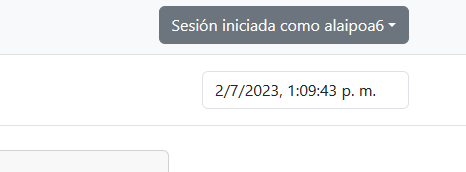 Sesión iniciada como alaipoa6
2/7/2023, 1:09:43 p. m.